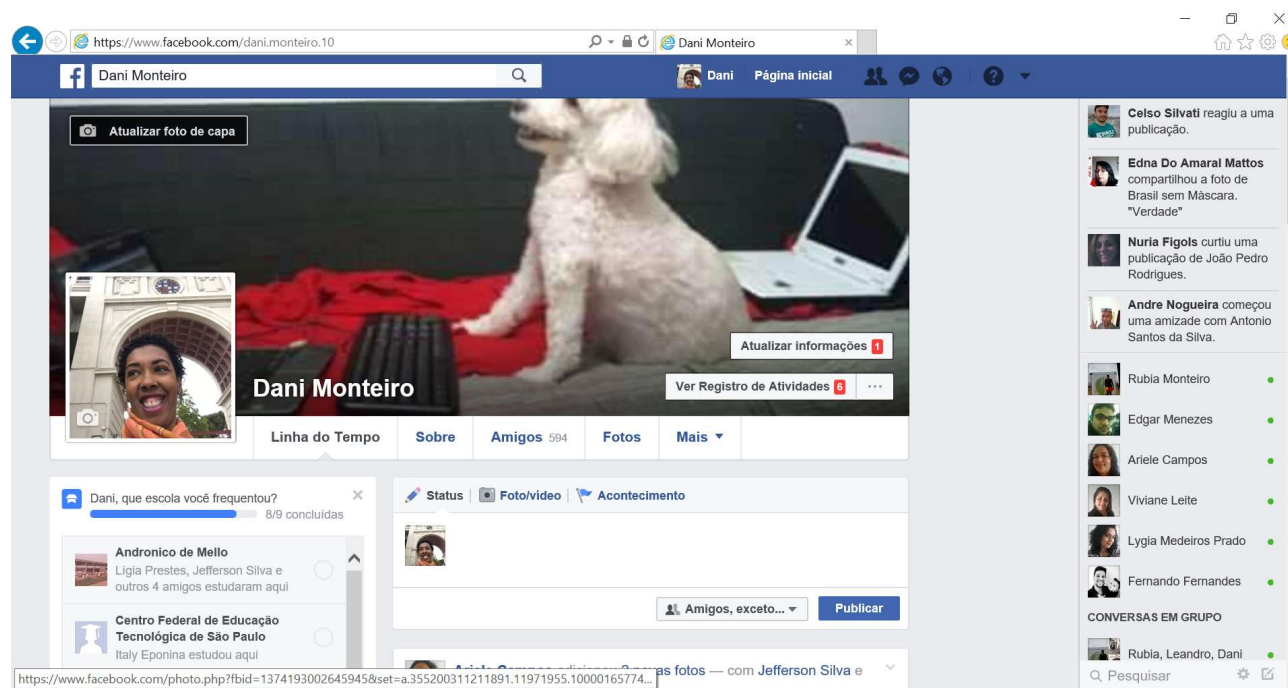 https://www.facebook.com/dani.monteiro.10
Dani Monteiro
f
Dani Monteiro
Dani
Página inicial
Atualizar foto de capa
Atualizar informações 1
Ver Registro de Atividades 6
Dani Monteiro
Linha do Tempo
Sobre
Amigos 594
Fotos
Mais
Dani, que escola você frequentou?
8/9 concluídas
Andronico de Mello
Ligia Prestes, Jefferson Silva e
outros 4 amigos estudaram aqui
Centro Federal de Educação
Tecnológica de São Paulo
Italy Eponina estudou aqui
Status
Foto/vídeo
Acontecimento
Amigos, exceto...
Publicar
as fotos — com Jefferson Silva e
https://www.facebook.com/photo.php?fbid=1374193002645945&set=a.355200311211891.11971955.10000165774...
Celso Silvati reagiu a uma
publicação.
Edna Do Amaral Mattos
compartilhou a foto de
Brasil sem Màscara.
"Verdade"
Nuria Figols curtiu uma
publicação de João Pedro
Rodrigues.
Andre Nogueira começou
uma amizade com Antonio
Santos da Silva.
Rubia Monteiro
Edgar Menezes
Ariele Campos
Viviane Leite
Lygia Medeiros Prado
Fernando Fernandes
CONVERSAS EM GRUPO
Rubia, Leandro, Dani
Pesquisar